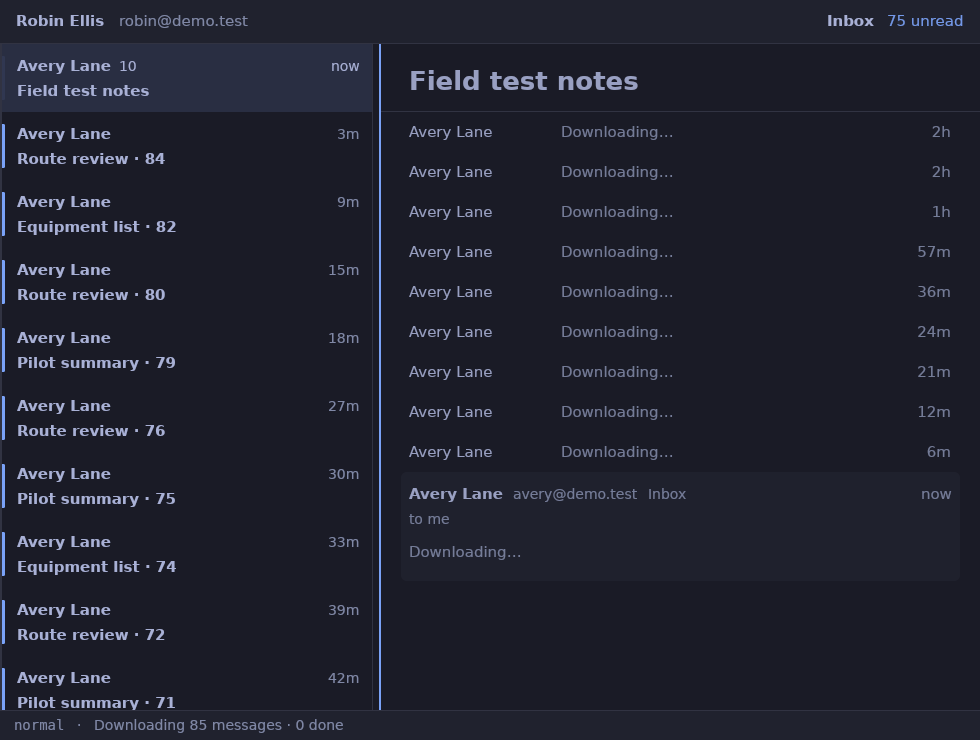 Robin Ellis robin@demo.test Inbox 75 unread
Avery Lane 10 now
Field test notes
Avery Lane 3m
Route review · 84
Avery Lane 9m
Equipment list · 82
Avery Lane 15m
Route review · 80
Avery Lane 18m
Pilot summary · 79
Avery Lane 27m
Route review · 76
Avery Lane 30m
Pilot summary · 75
Avery Lane 33m
Equipment list · 74
Avery Lane 39m
Route review · 72
Avery Lane 42m
Pilot summary · 71
Field test notes
Avery Lane Downloading... 2h
Avery Lane Downloading... 2h
Avery Lane Downloading... 1h
Avery Lane Downloading... 57m
Avery Lane Downloading... 36m
Avery Lane Downloading... 24m
Avery Lane Downloading... 21m
Avery Lane Downloading... 12m
Avery Lane Downloading... 6m
Avery Lane avery@demo.test Inbox now
to me
Downloading...
normal · Downloading 85 messages · 0 done